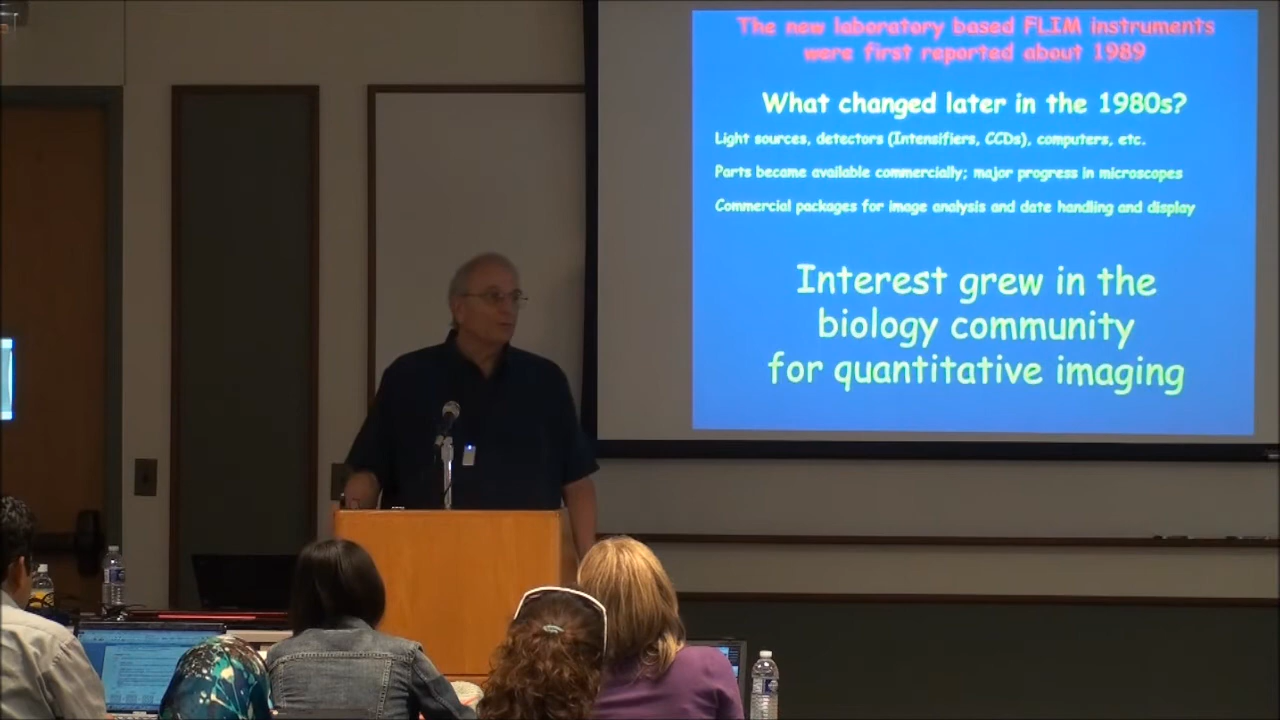 The new laboratory based FLIM instruments
were first reported about 1989
What changed later in the 1980s?
Light sources, detectors (Intensifiers, CCDs), computers, etc.
Parts became available commercially; major progress in microscopes
Commercial packages for image analysis and date handling and display
Interest grew in the
biology community
for quantitative imaging